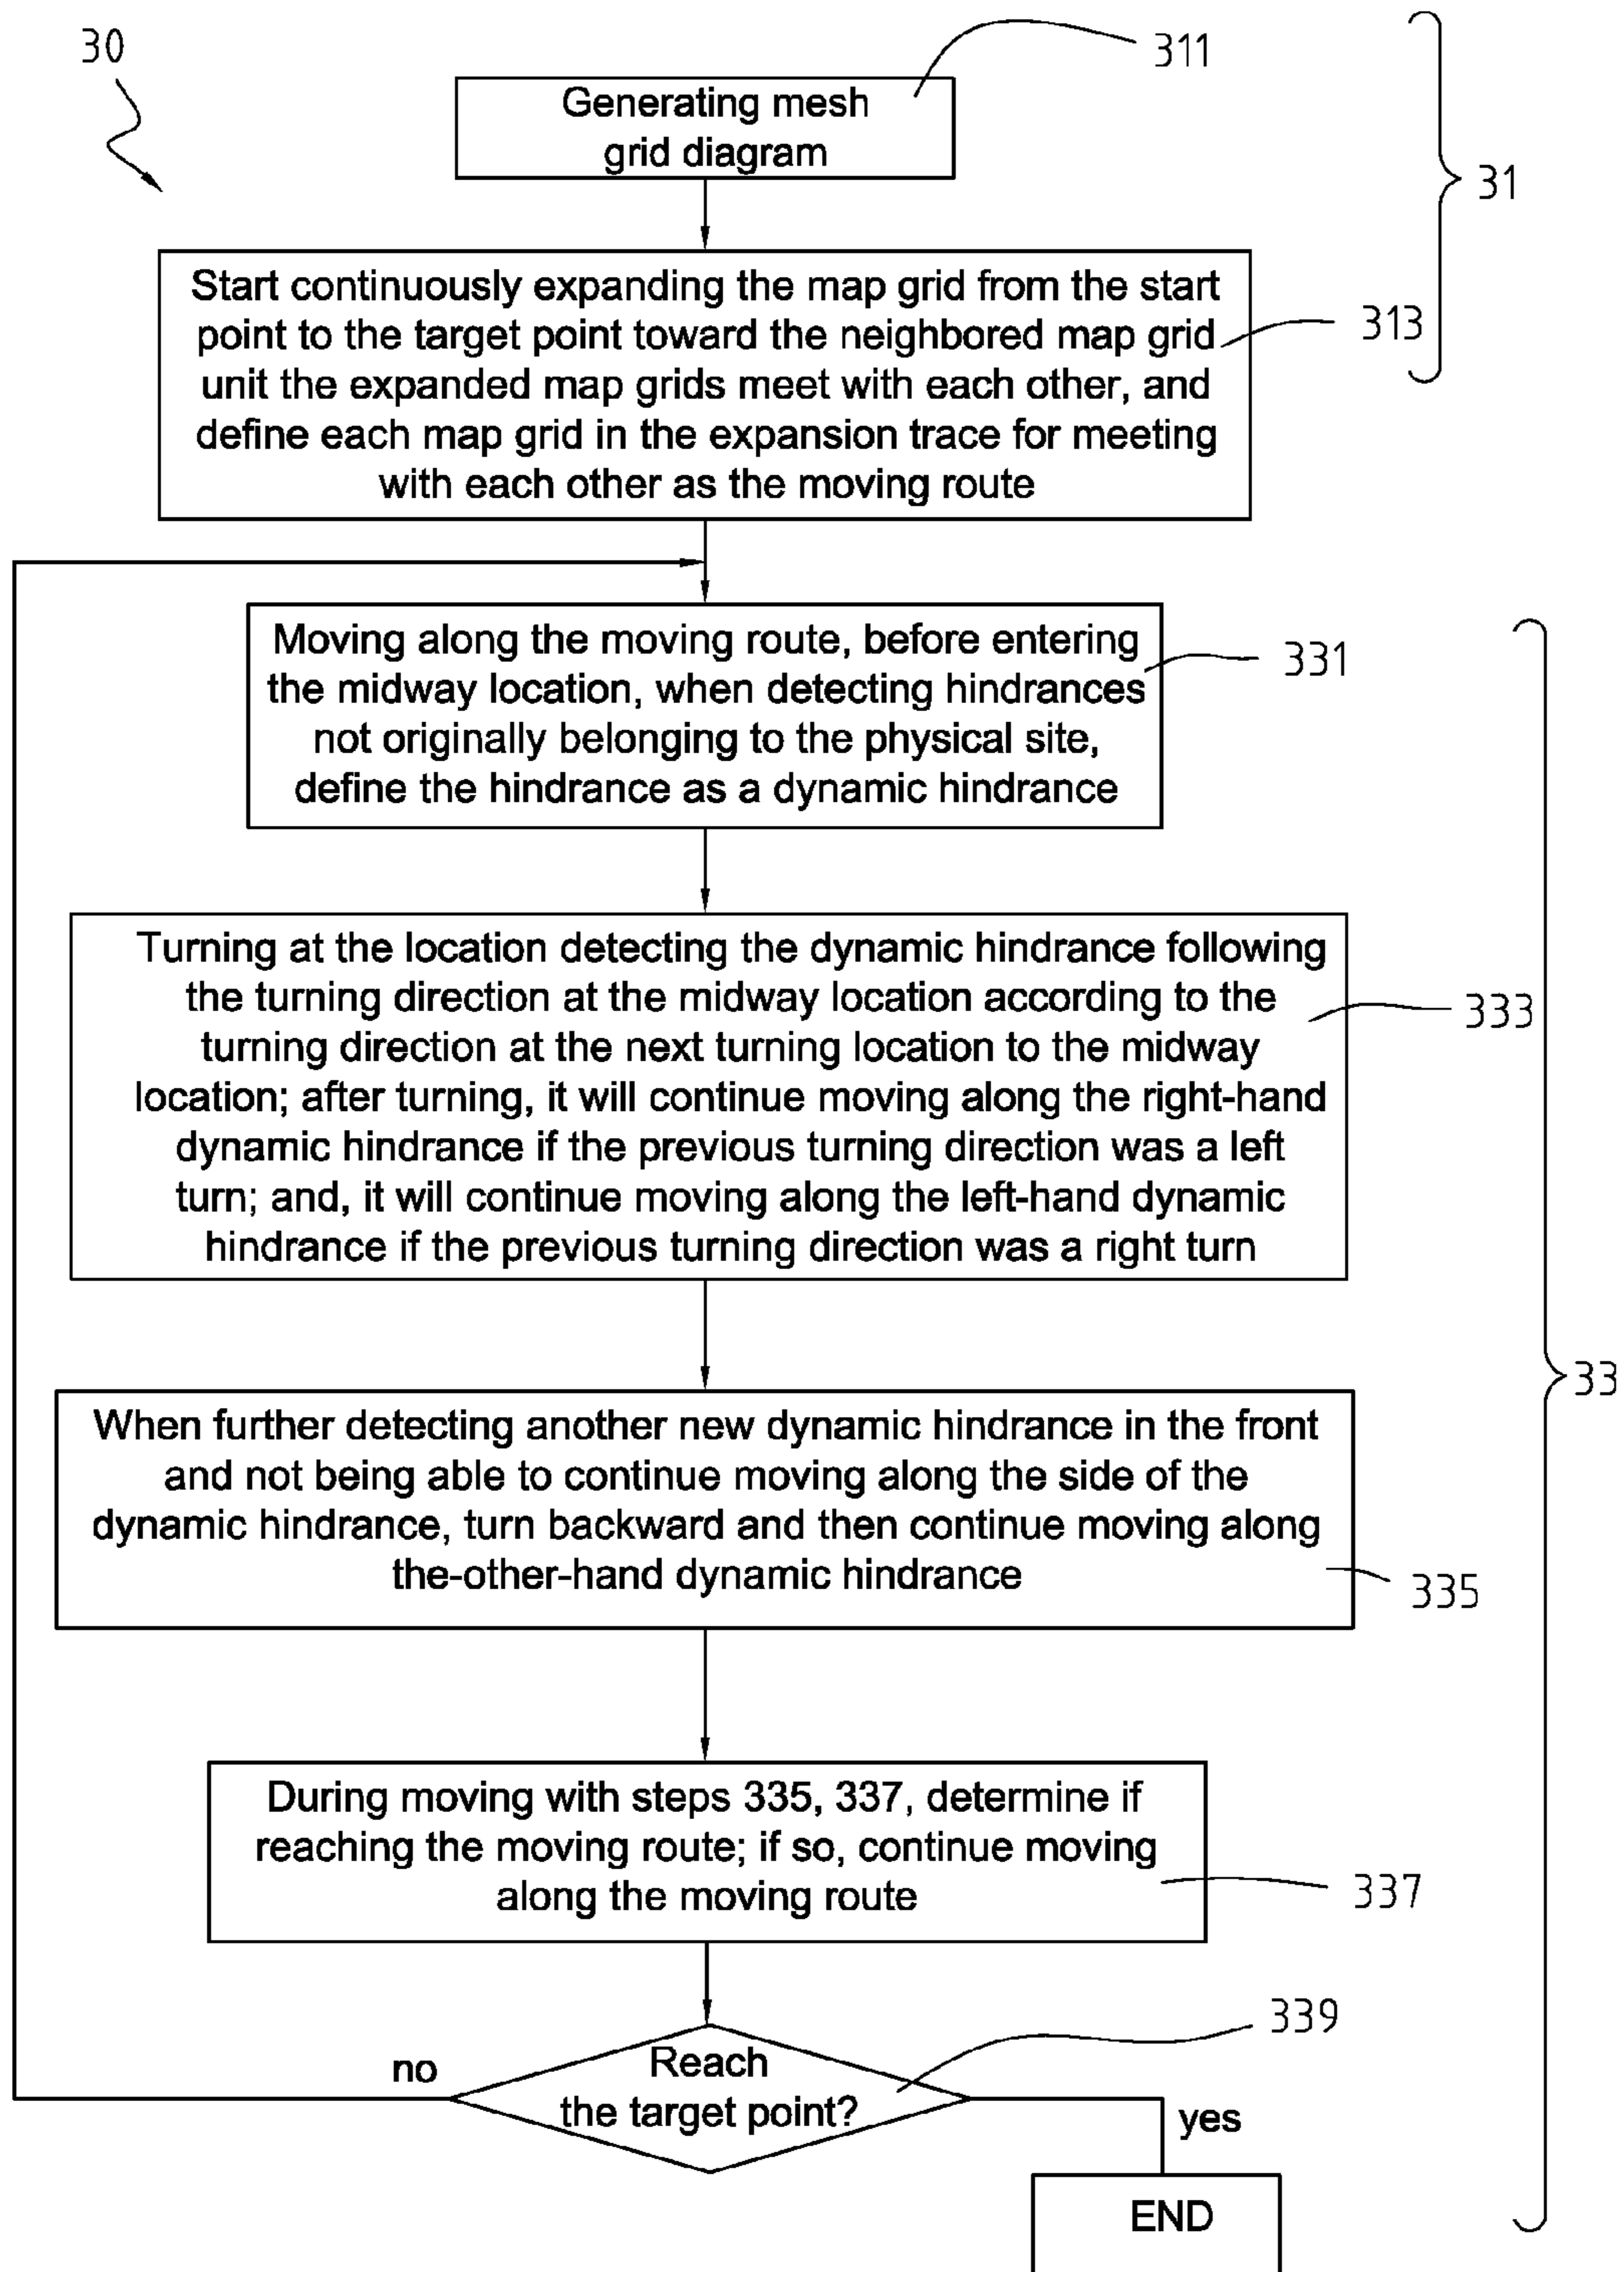 30
311
Generating mesh
grid diagram
31
Start continuously expanding the map grid from the start
point to the target point toward the neighbored map grid
unit the expanded map grids meet with each other, and
define each map grid in the expansion trace for meeting
with each other as the moving route
313
Moving along the moving route, before entering
the midway location, when detecting hindrances
not originally belonging to the physical site,
define the hindrance as a dynamic hindrance
331
Turning at the location detecting the dynamic hindrance following
the turning direction at the midway location according to the
turning direction at the next turning location to the midway
location; after turning, it will continue moving along the right-hand
dynamic hindrance if the previous turning direction was a left
turn; and, it will continue moving along the left-hand dynamic
hindrance if the previous turning direction was a right turn
333
33
When further detecting another new dynamic hindrance in the front
and not being able to continue moving along the side of the
dynamic hindrance, turn backward and then continue moving along
the-other-hand dynamic hindrance
335
During moving with steps 335, 337, determine if
reaching the moving route; if so, continue moving
along the moving route
337
339
Reach
the target point?
no
yes
END